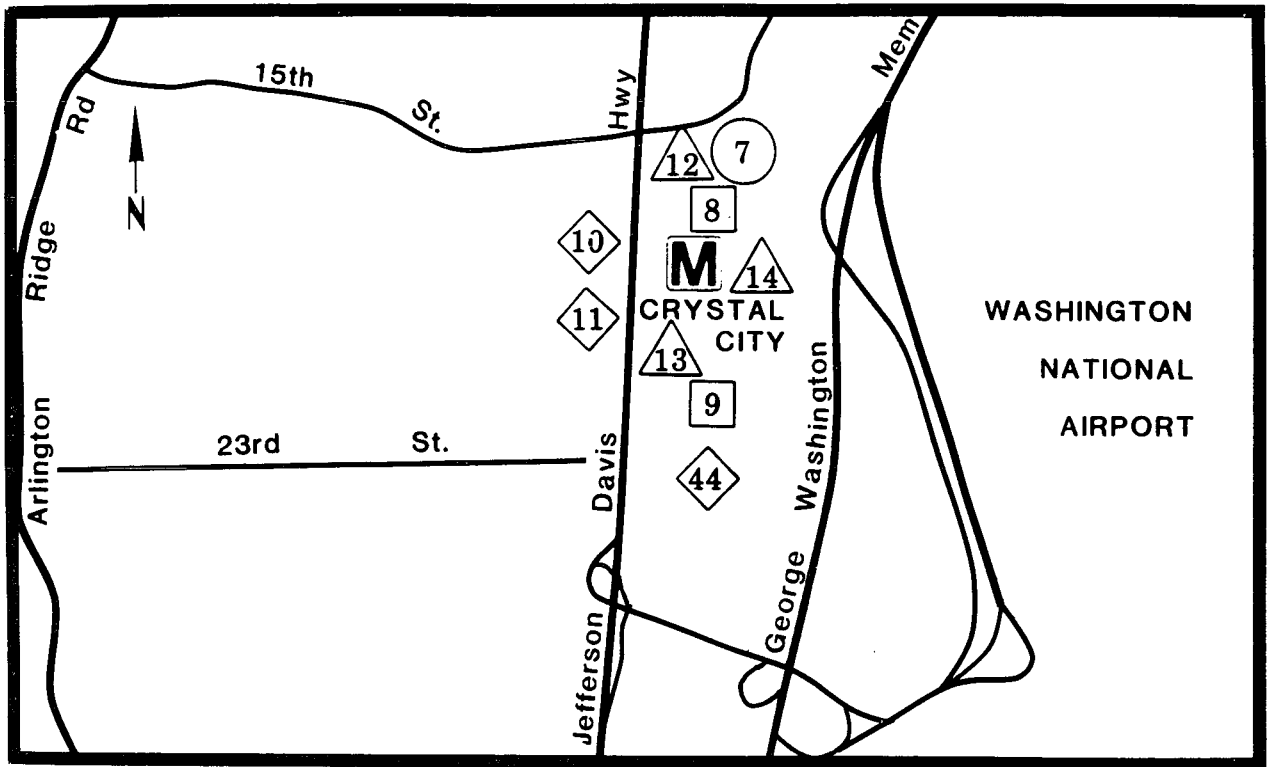 15th St.
Jefferson Davis Hwy
George Washington Mem
Arlington Ridge Rd
N
12
7
8
10
M
14
11
CRYSTAL
CITY
13
9
44
23rd St.
WASHINGTON
NATIONAL
AIRPORT